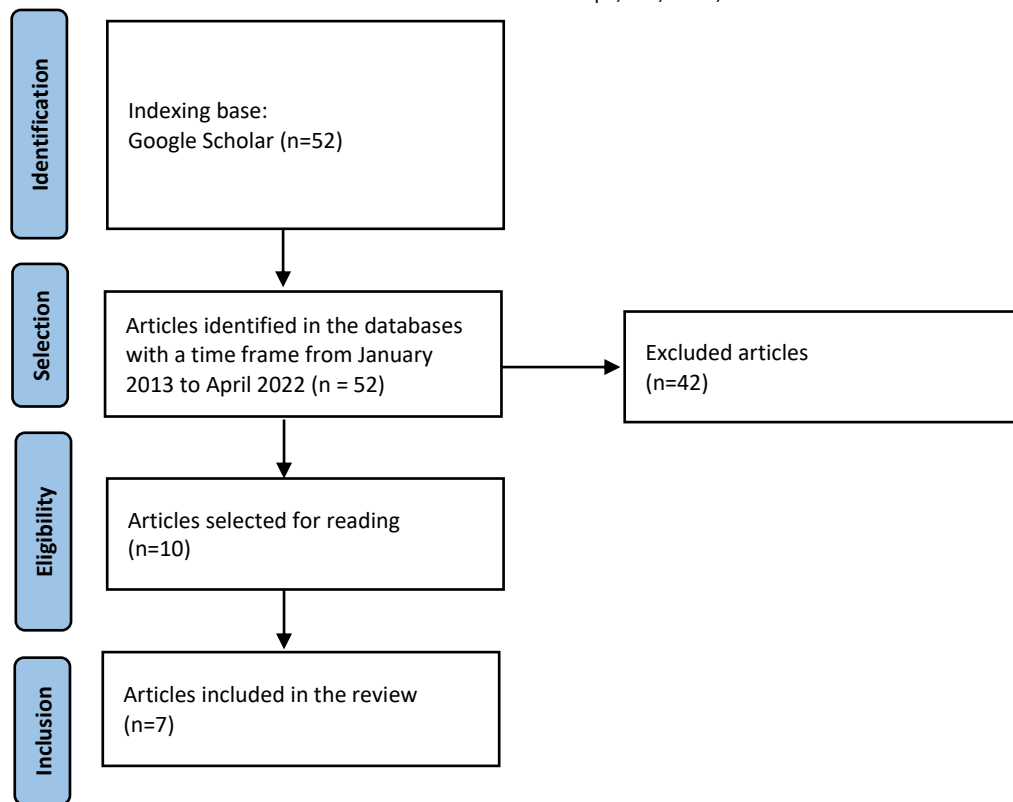 Identification
Indexing base:
Google Scholar (n=52)
Selection
Articles identified in the databases
with a time frame from January
2013 to April 2022 (n = 52)
Excluded articles
(n=42)
Eligibility
Articles selected for reading
(n=10)
Inclusion
Articles included in the review
(n=7)